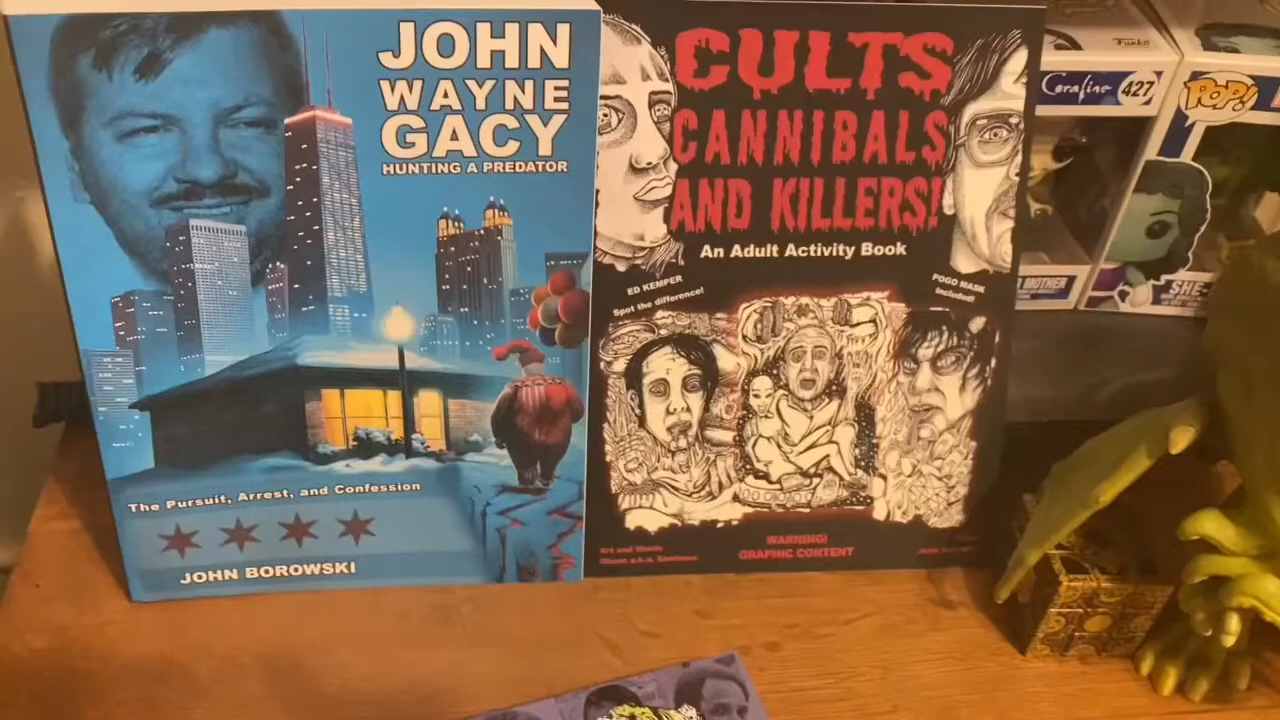 JOHN
WAYNE
GACY
HUNTING A PREDATOR
The Pursuit, Arrest, and Confession
JOHN BOROWSKI
CULTS
CANNIBALS
AND KILLERS!
An Adult Activity Book
ED KEMPER
Spot the difference!
POGO MASK
Included!
WARNING!
GRAPHIC CONTENT
Art and Words
Funko
Coraline 427
POP!
MOTHER
SHE-